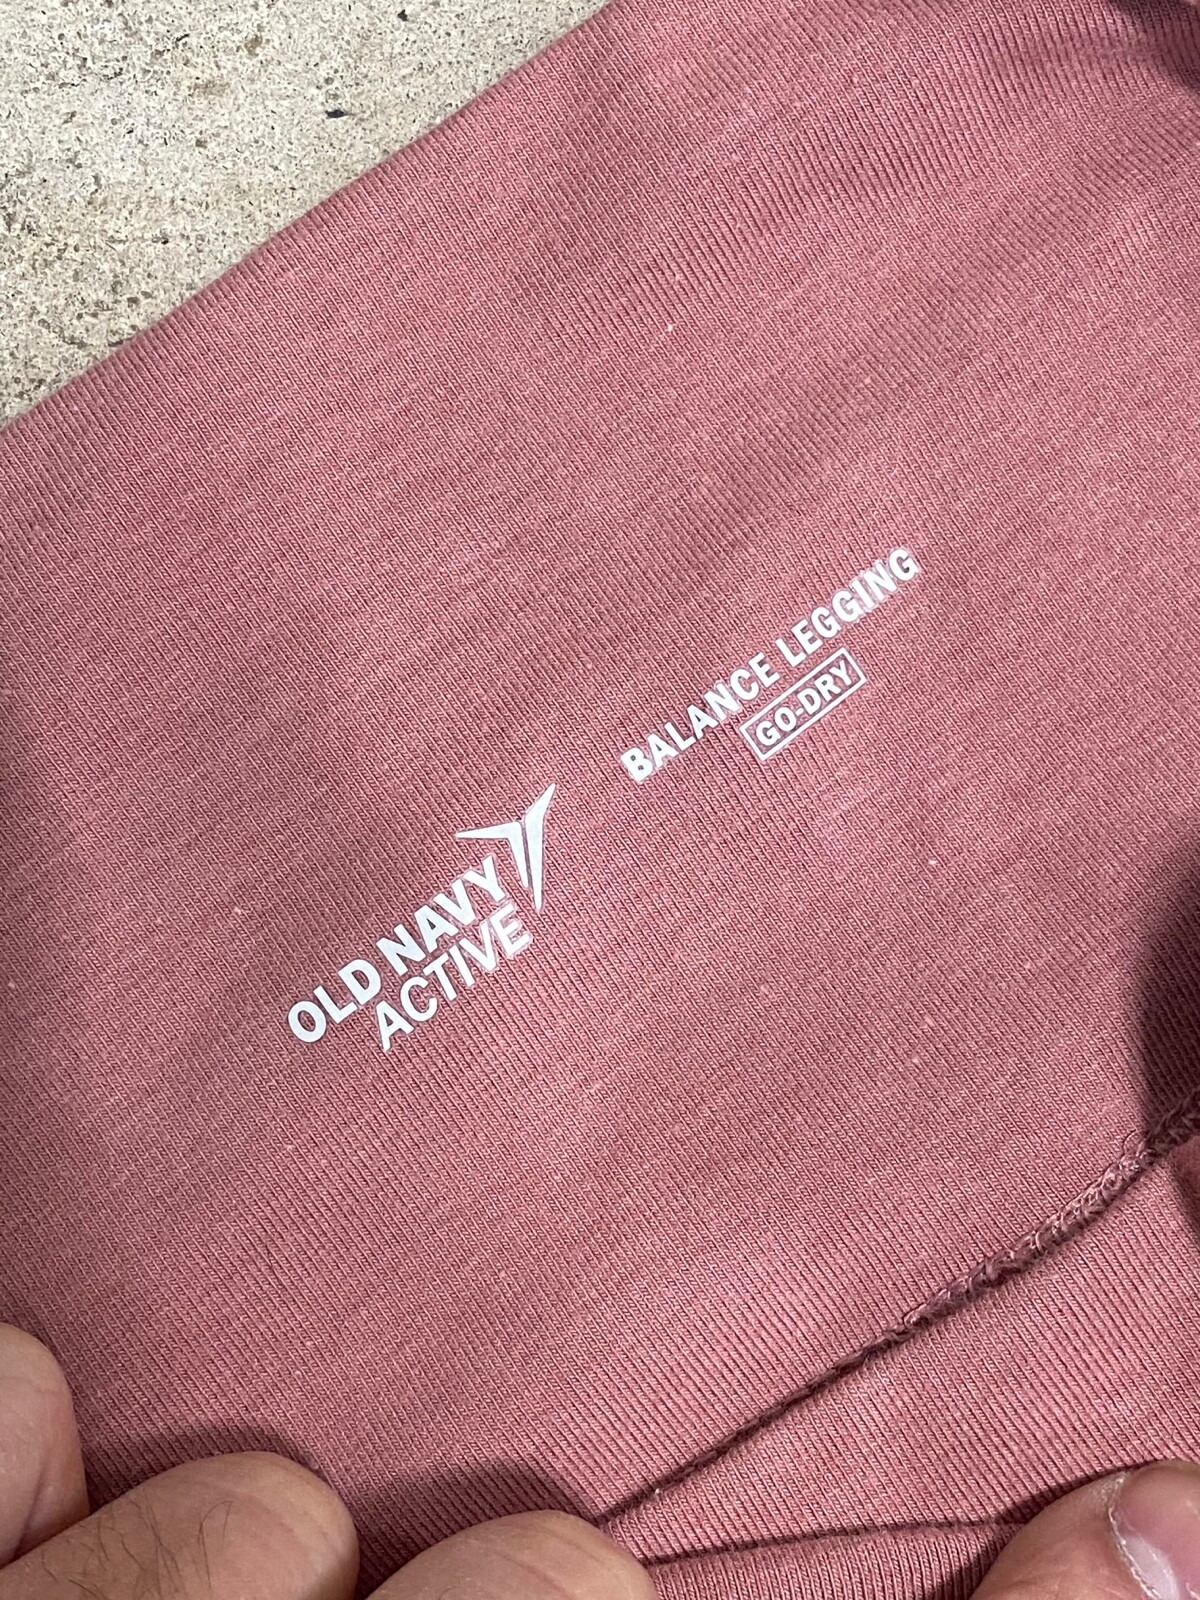 OLD NAVY
ACTIVE
BALANCE LEGGING
GO-DRY